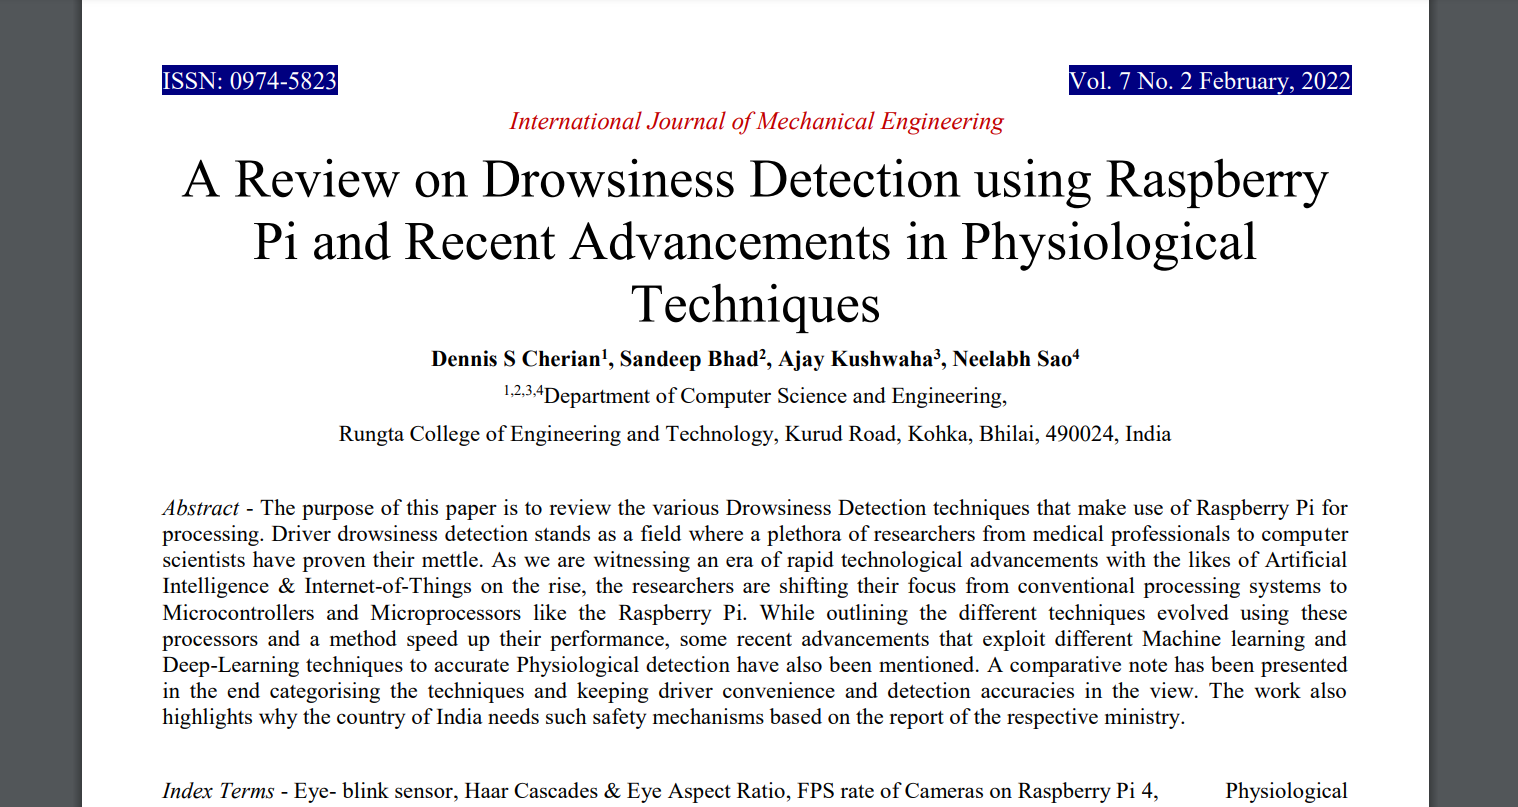 ISSN: 0974-5823 Vol. 7 No. 2 February, 2022
International Journal of Mechanical Engineering
A Review on Drowsiness Detection using Raspberry
Pi and Recent Advancements in Physiological
Techniques
Dennis S Cherian¹, Sandeep Bhad², Ajay Kushwaha³, Neelabh Sao⁴
¹,²,³,⁴Department of Computer Science and Engineering,
Rungta College of Engineering and Technology, Kurud Road, Kohka, Bhilai, 490024, India
Abstract - The purpose of this paper is to review the various Drowsiness Detection techniques that make use of Raspberry Pi for
processing. Driver drowsiness detection stands as a field where a plethora of researchers from medical professionals to computer
scientists have proven their mettle. As we are witnessing an era of rapid technological advancements with the likes of Artificial
Intelligence & Internet-of-Things on the rise, the researchers are shifting their focus from conventional processing systems to
Microcontrollers and Microprocessors like the Raspberry Pi. While outlining the different techniques evolved using these
processors and a method speed up their performance, some recent advancements that exploit different Machine learning and
Deep-Learning techniques to accurate Physiological detection have also been mentioned. A comparative note has been presented
in the end categorising the techniques and keeping driver convenience and detection accuracies in the view. The work also
highlights why the country of India needs such safety mechanisms based on the report of the respective ministry.
Index Terms - Eye- blink sensor, Haar Cascades & Eye Aspect Ratio, FPS rate of Cameras on Raspberry Pi 4, Physiological